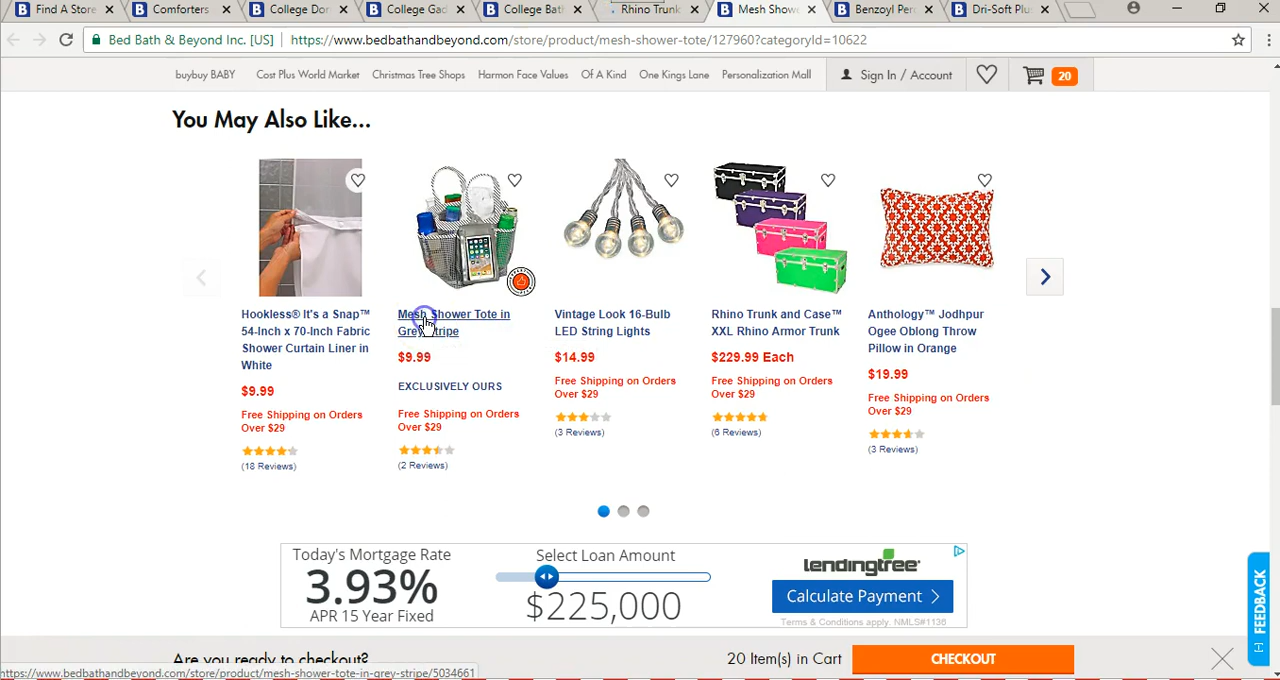 Find A Store
Comforters
College Do
College Ga
College Bat
Rhino Trunk
Mesh Show
Benzoyl Per
Dri-Soft Plu
Bed Bath & Beyond Inc. [US]
https://www.bedbathandbeyond.com/store/product/mesh-shower-tote/127960?categoryId=10622
buybuy BABY
Cost Plus World Market
Christmas Tree Shops
Harmon Face Values
Of A Kind
One Kings Lane
Personalization Mall
Sign In / Account
20
You May Also Like...
Hookless® It's a Snap™
54-Inch x 70-Inch Fabric
Shower Curtain Liner in
White
$9.99
Free Shipping on Orders
Over $29
(18 Reviews)
Mesh Shower Tote in
Grey Stripe
$9.99
EXCLUSIVELY OURS
Free Shipping on Orders
Over $29
(2 Reviews)
Vintage Look 16-Bulb
LED String Lights
$14.99
Free Shipping on Orders
Over $29
(3 Reviews)
Rhino Trunk and Case™
XXL Rhino Armor Trunk
$229.99 Each
Free Shipping on Orders
Over $29
(6 Reviews)
Anthology™ Jodhpur
Ogee Oblong Throw
Pillow in Orange
$19.99
Free Shipping on Orders
Over $29
(3 Reviews)
Today's Mortgage Rate
3.93%
APR 15 Year Fixed
Select Loan Amount
$225,000
lendingtree
Calculate Payment
Terms & Conditions apply. NMLS#1136
FEEDBACK
Are you ready to checkout?
20 Item(s) in Cart
CHECKOUT
https://www.bedbathandbeyond.com/store/product/mesh-shower-tote-in-grey-stripe/5034661